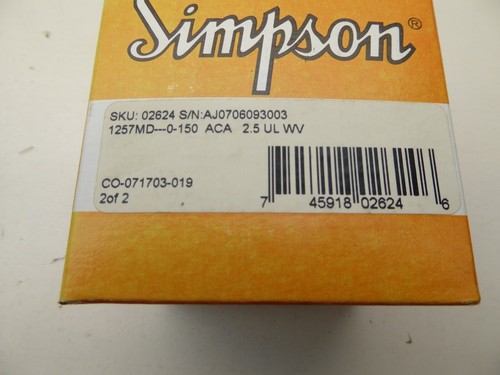 Simpson®
SKU: 02624 S/N:AJ0706093003
1257MD---0-150 ACA 2.5 UL WV
CO-071703-019
2of 2
7 45918 02624 6